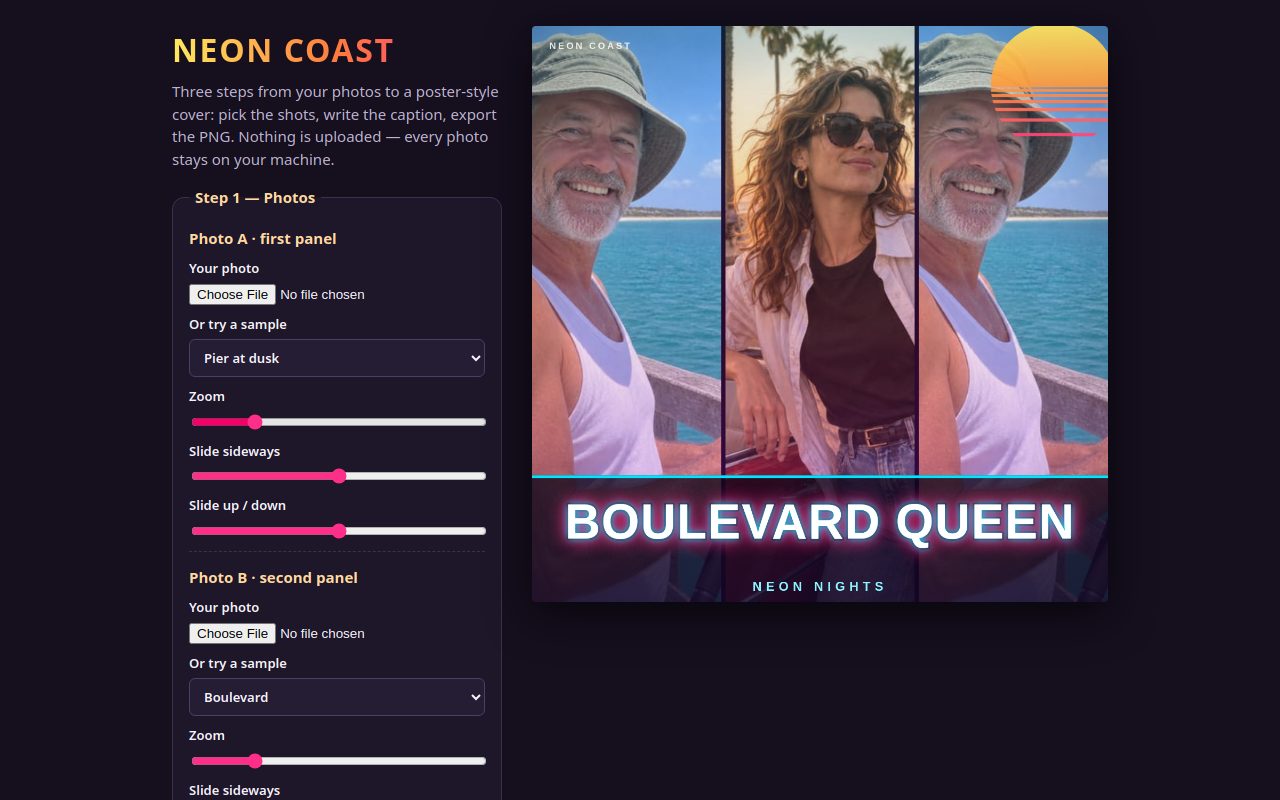 NEON COAST
Three steps from your photos to a poster-style
cover: pick the shots, write the caption, export
the PNG. Nothing is uploaded — every photo
stays on your machine.
Step 1 — Photos
Photo A · first panel
Your photo
Choose File No file chosen
Or try a sample
Pier at dusk
Zoom
Slide sideways
Slide up / down
Photo B · second panel
Your photo
Choose File No file chosen
Or try a sample
Boulevard
Zoom
Slide sideways
NEON COAST
BOULEVARD QUEEN
NEON NIGHTS